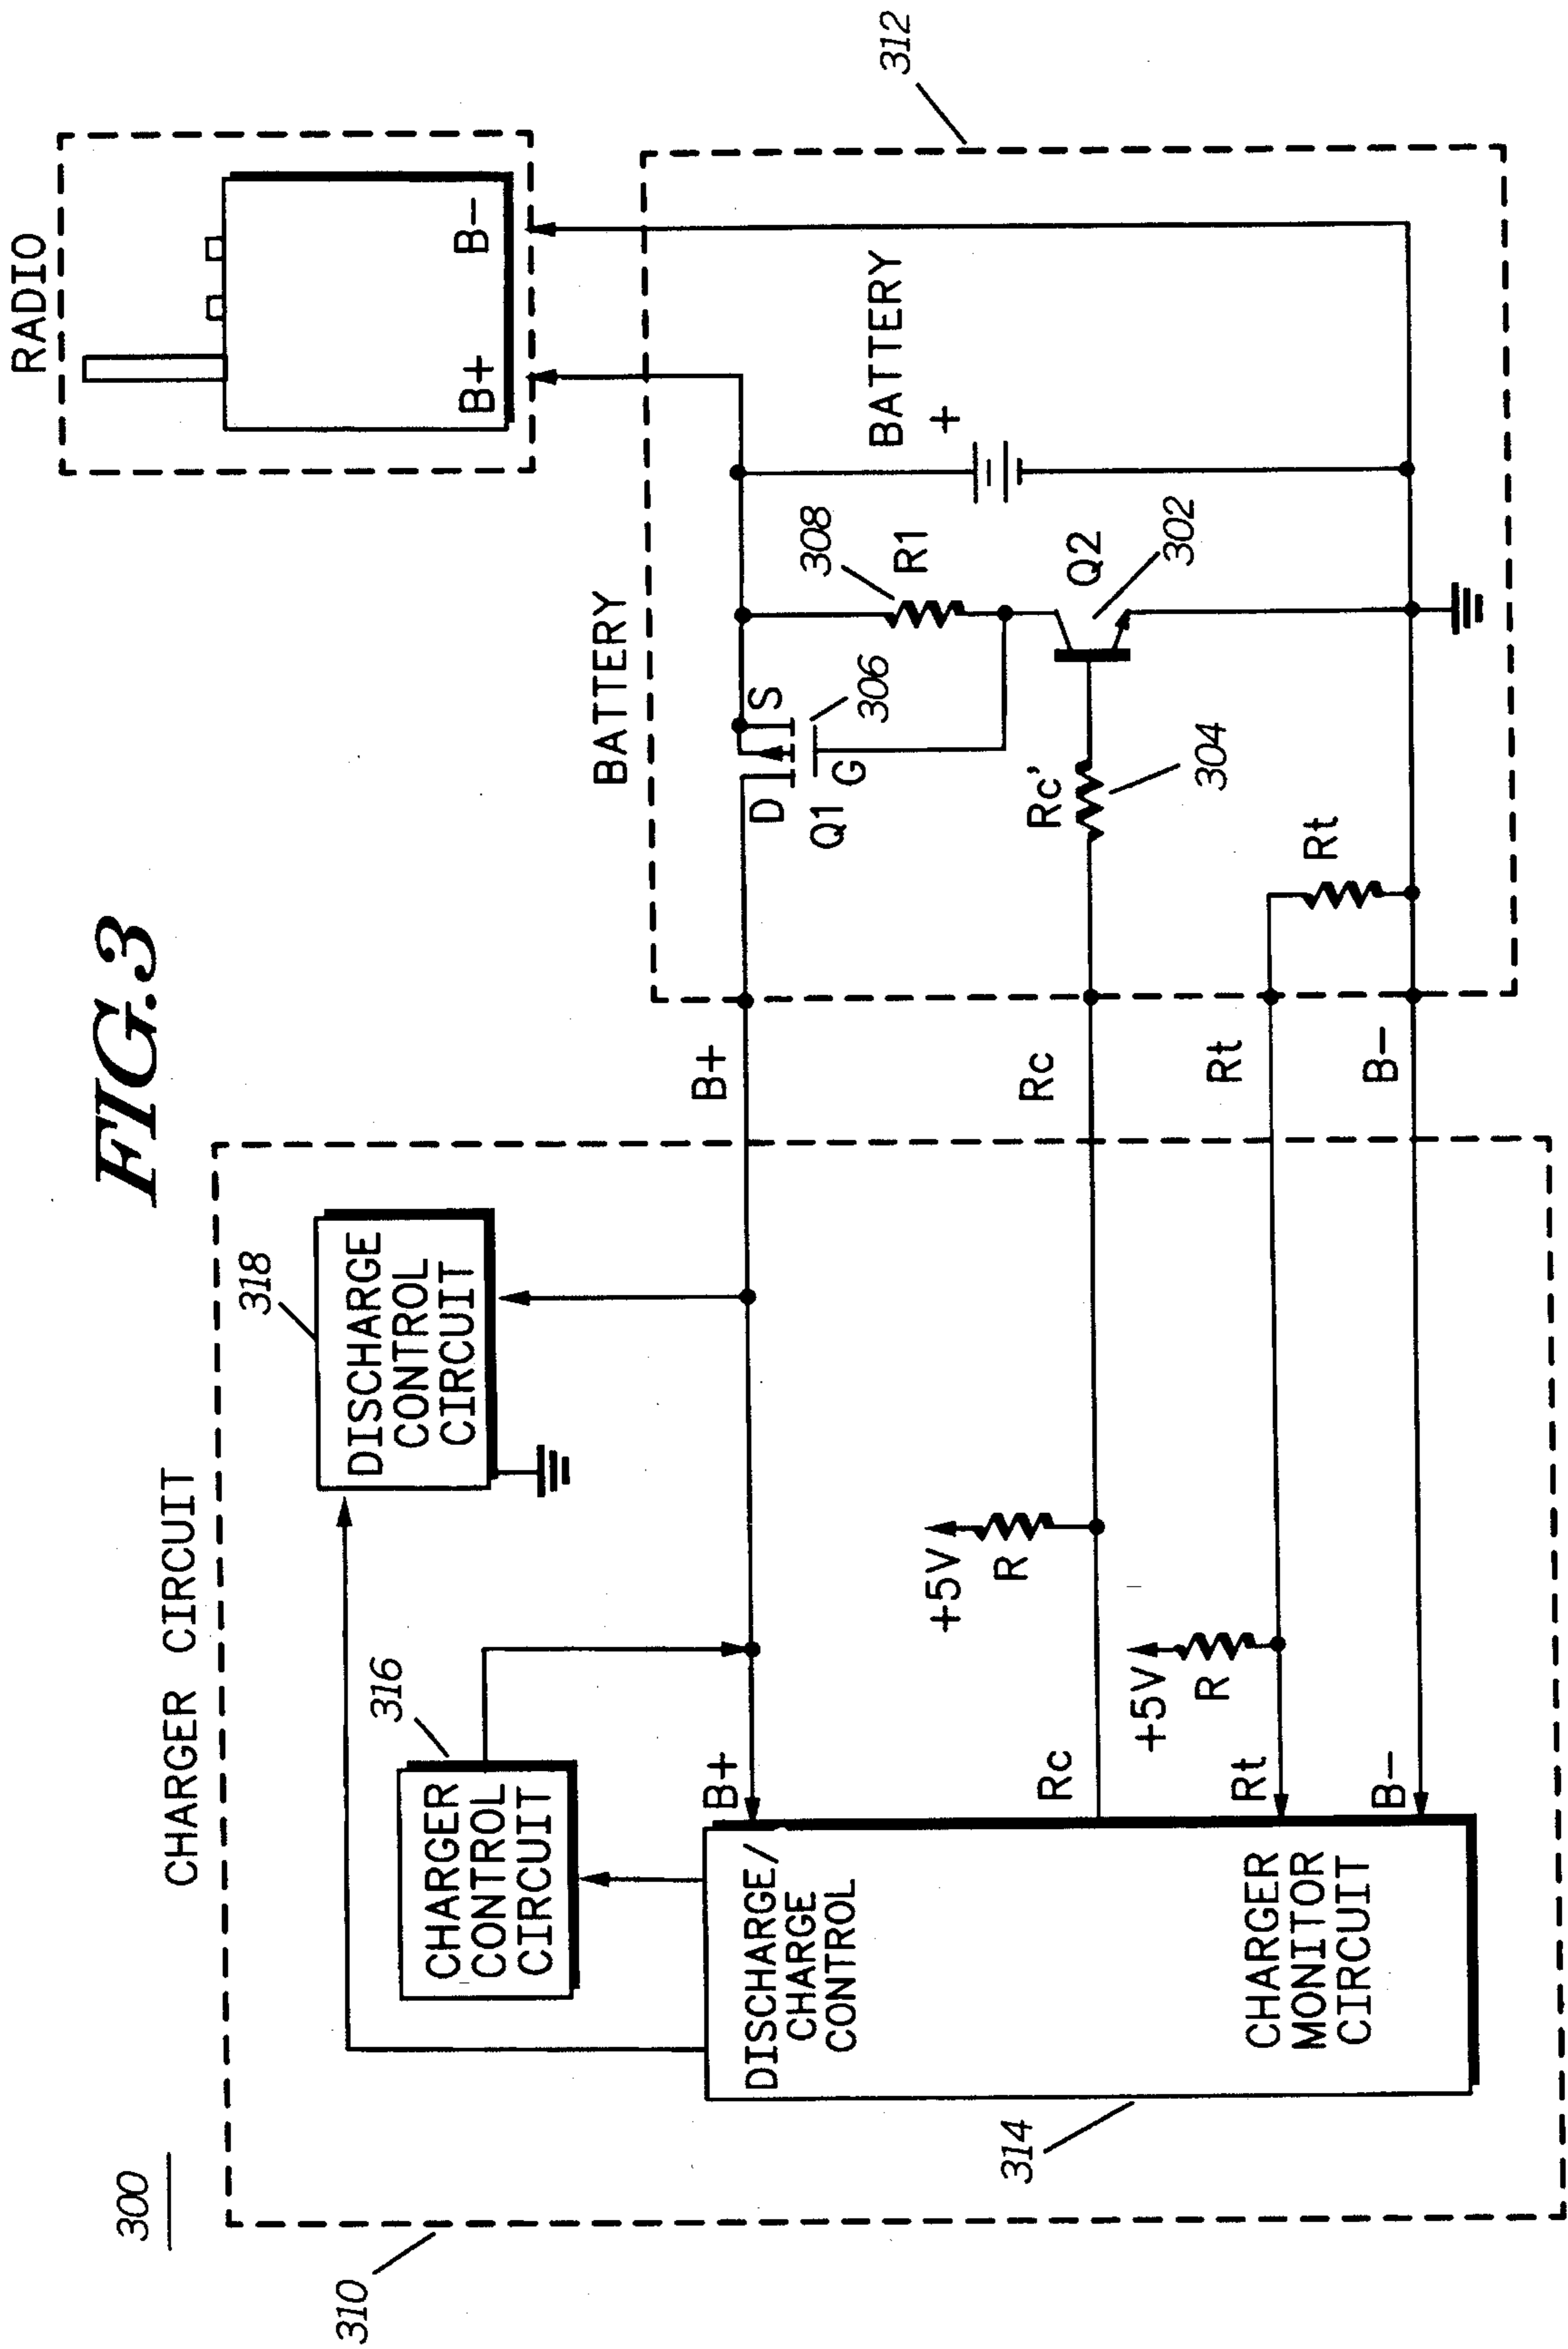 FIG.3
300
310
CHARGER CIRCUIT
318
DISCHARGE
CONTROL
CIRCUIT
316
CHARGER
CONTROL
CIRCUIT
DISCHARGE/
CHARGE
CONTROL
CHARGER
MONITOR
CIRCUIT
314
B+
Rc
Rt
B-
+5V
R
+5V
R
B+
Rc
Rt
B-
RADIO
B+
B-
BATTERY
312
D
S
G
Q1
306
308
R1
BATTERY
+
Q2
302
Rc'
304
Rt